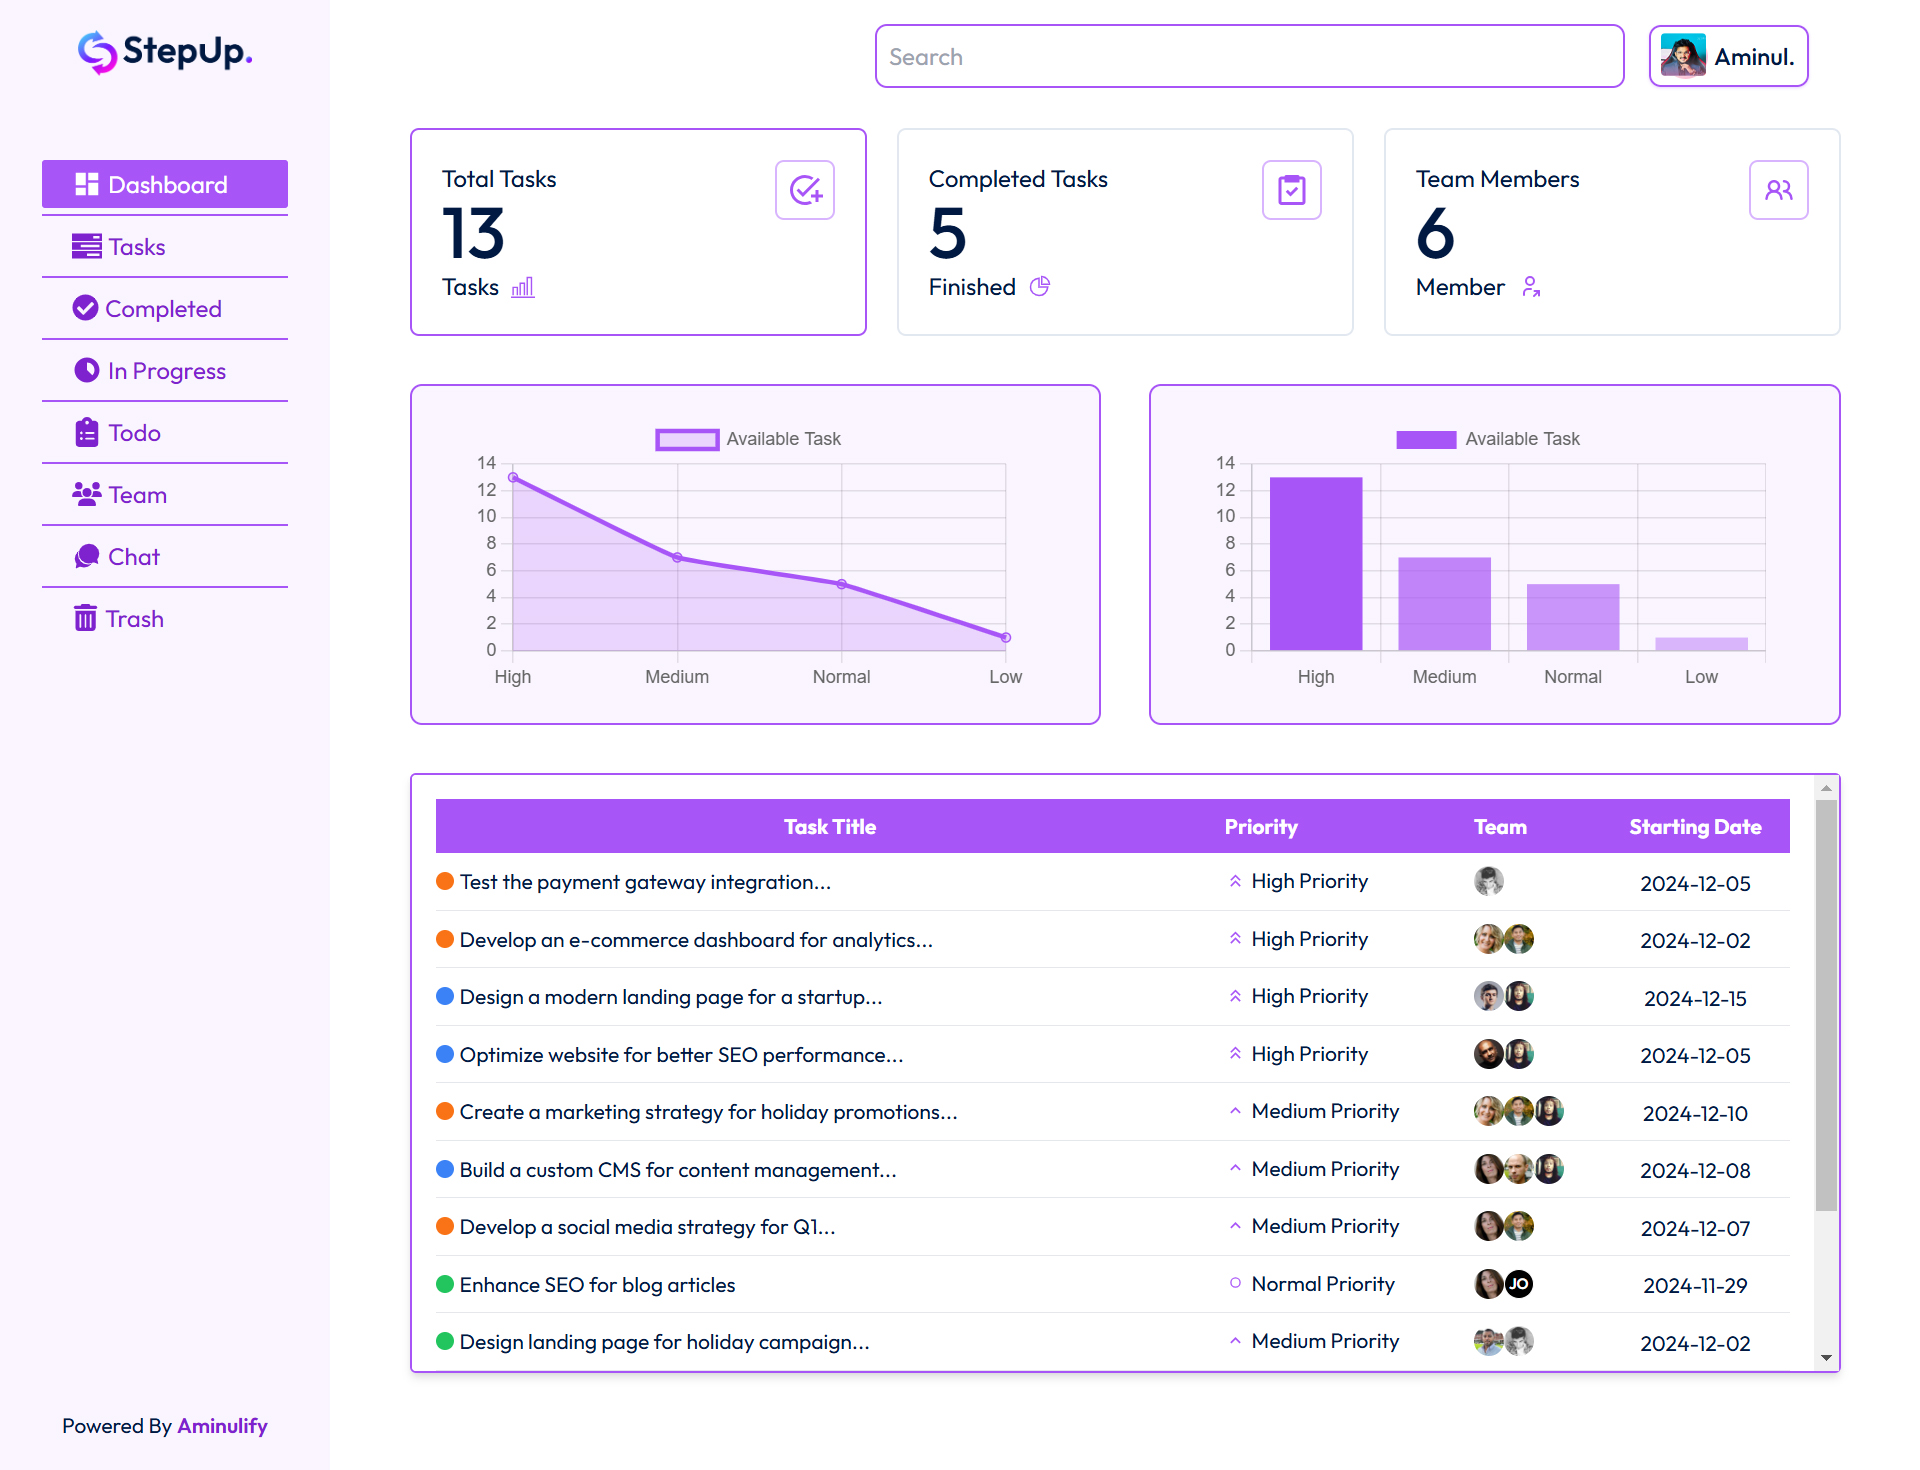 StepUp.
Search
Aminul.
Dashboard
Tasks
Completed
In Progress
Todo
Team
Chat
Trash
Powered By Aminulify
Total Tasks
13
Tasks
Completed Tasks
5
Finished
Team Members
6
Member
Available Task
14
12
10
8
6
4
2
0
High Medium Normal Low
Available Task
14
12
10
8
6
4
2
0
High Medium Normal Low
Task Title Priority Team Starting Date
Test the payment gateway integration... High Priority 2024-12-05
Develop an e-commerce dashboard for analytics... High Priority 2024-12-02
Design a modern landing page for a startup... High Priority 2024-12-15
Optimize website for better SEO performance... High Priority 2024-12-05
Create a marketing strategy for holiday promotions... Medium Priority 2024-12-10
Build a custom CMS for content management... Medium Priority 2024-12-08
Develop a social media strategy for Q1... Medium Priority 2024-12-07
Enhance SEO for blog articles Normal Priority JO 2024-11-29
Design landing page for holiday campaign... Medium Priority 2024-12-02